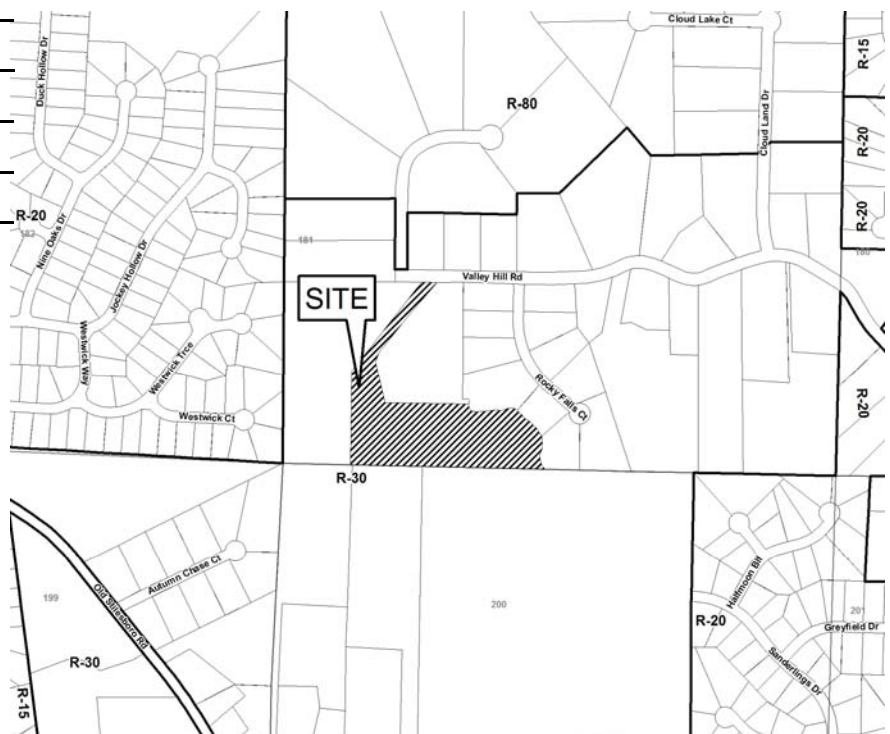 Cloud Lake Ct
Duck Hollow Dr
R-15
R-80
Cloud Land Dr
R-20
R-20
R-20
182
Nine Oaks Dr
181
180
Jockey Hollow Dr
Valley Hill Rd
SITE
Westwick Way
Westwick Trce
Rocky Falls Ct
R-20
Westwick Ct
R-30
Autumn Chase Ct
Halfmoon Blf
199
Old Stilesboro Rd
200
201
R-20
Greyfield Dr
R-30
Sanderlings Dr
R-15